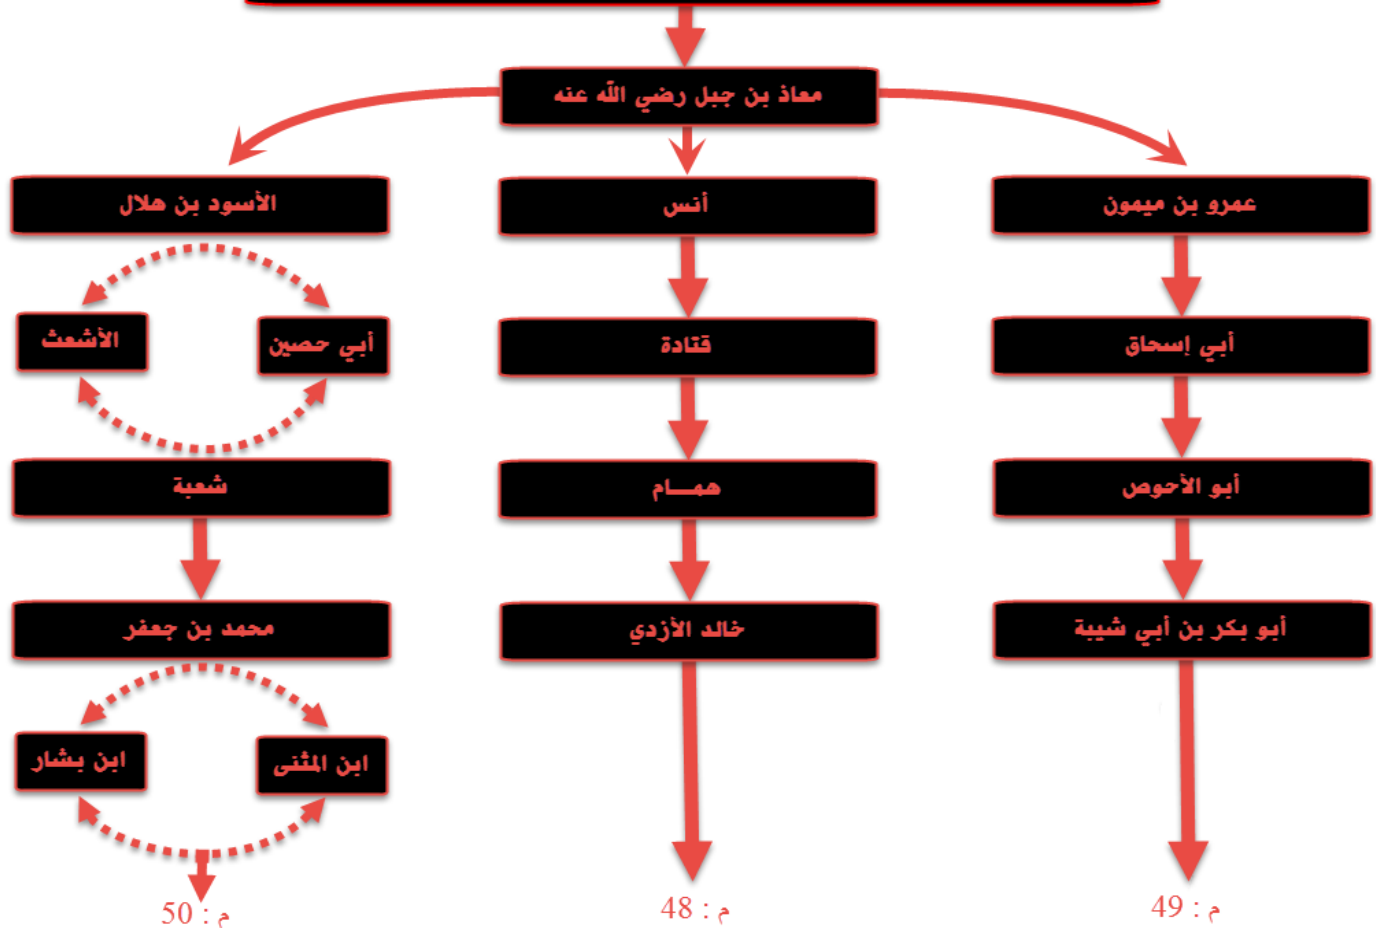 معاذ بن جبل رضي الله عنه
عمرو بن ميمون
أنس
الأسود بن هلال
أبي حصين
الأشعث
أبي إسحاق
قتادة
أبو الأحوص
همـــام
شعبة
أبو بكر بن أبي شيبة
خالد الأزدي
محمد بن جعفر
ابن المثنى
ابن بشار
م : 49
م : 48
م : 50